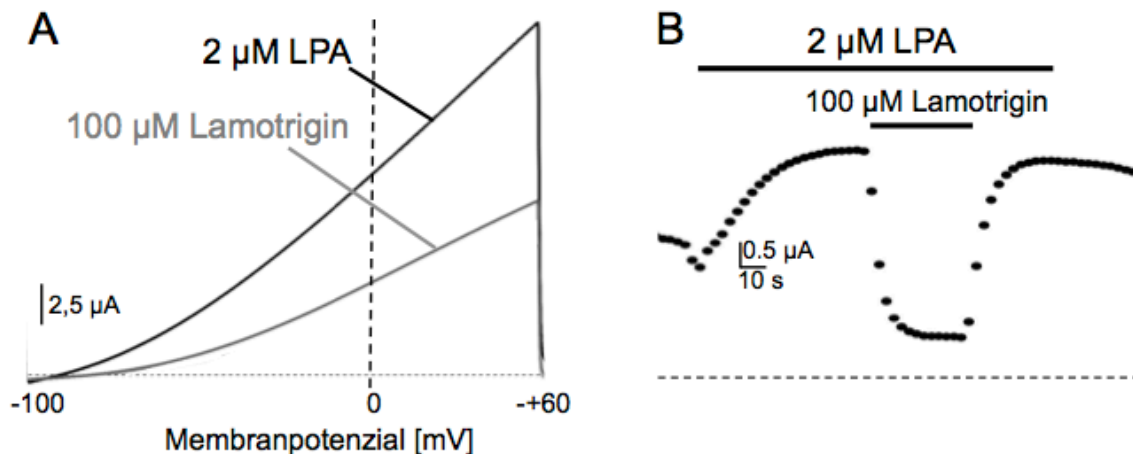 A
2 µM LPA
100 µM Lamotrigin
2,5 µA
-100
0
-+60
Membranpotenzial [mV]
B
2 µM LPA
100 µM Lamotrigin
0.5 µA
10 s